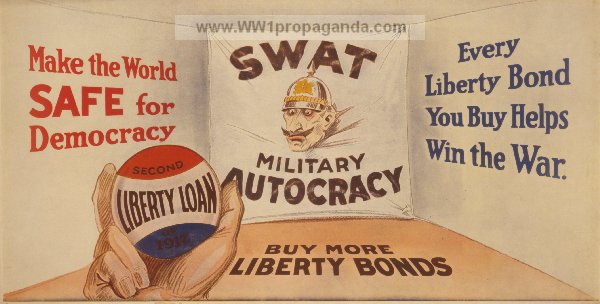 www.WW1propaganda.com
Make the World
SAFE for
Democracy
SWAT
MILITARY
AUTOCRACY
Every
Liberty Bond
You Buy Helps
Win the War.
SECOND
LIBERTY LOAN
OF
1917
BUY MORE
LIBERTY BONDS